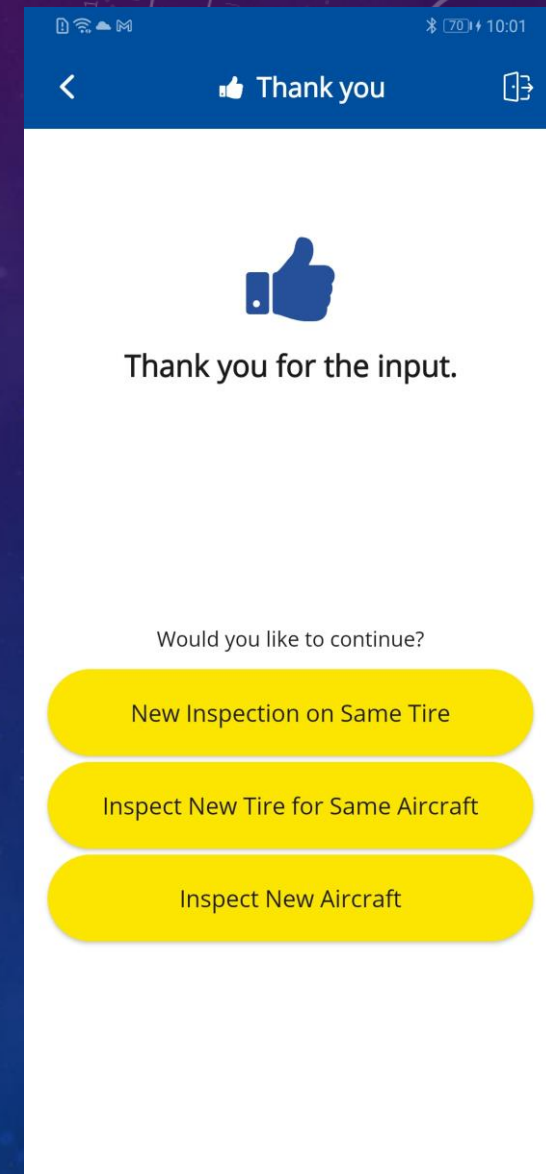 70 10:01
Thank you
Thank you for the input.
Would you like to continue?
New Inspection on Same Tire
Inspect New Tire for Same Aircraft
Inspect New Aircraft